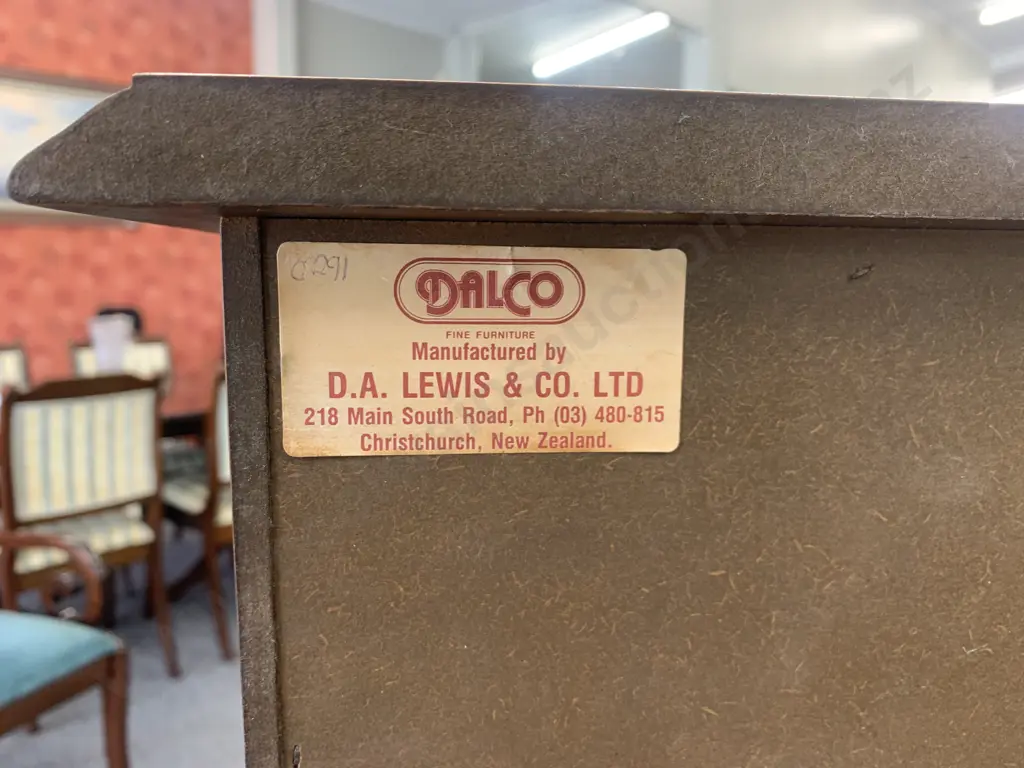 DALCO
FINE FURNITURE
Manufactured by
D.A. LEWIS & CO. LTD
218 Main South Road, Ph (03) 480-815
Christchurch, New Zealand.